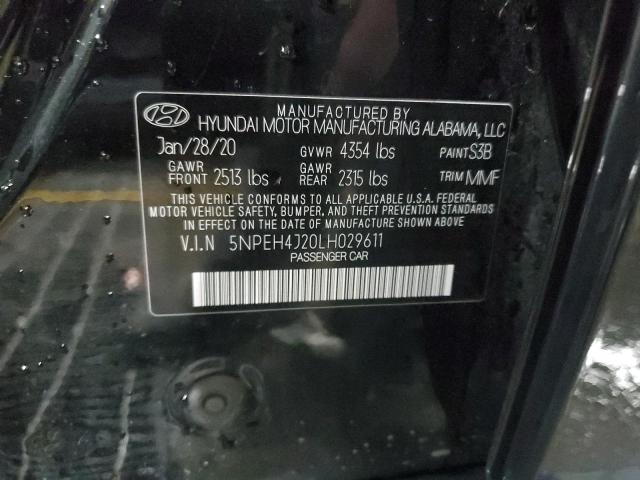 MANUFACTURED BY
HYUNDAI MOTOR MANUFACTURING ALABAMA, LLC
Jan/28/20 GVWR 4354 lbs PAINT S3B
GAWR FRONT 2513 lbs GAWR REAR 2315 lbs TRIM MMF
THIS VEHICLE CONFORMS TO ALL APPLICABLE U.S.A. FEDERAL
MOTOR VEHICLE SAFETY, BUMPER, AND THEFT PREVENTION STANDARDS
IN EFFECT ON THE DATE OF MANUFACTURE SHOWN ABOVE.
V.I.N 5NPEH4J20LH029611
PASSENGER CAR